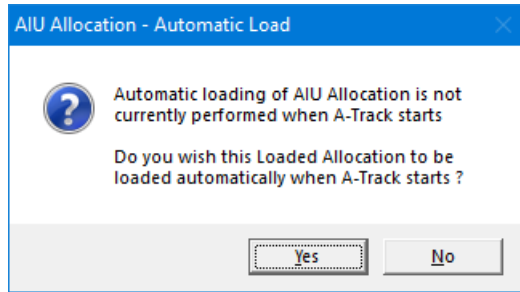 AIU Allocation - Automatic Load
Automatic loading of AIU Allocation is not
currently performed when A-Track starts
Do you wish this Loaded Allocation to be
loaded automatically when A-Track starts ?
Yes
No